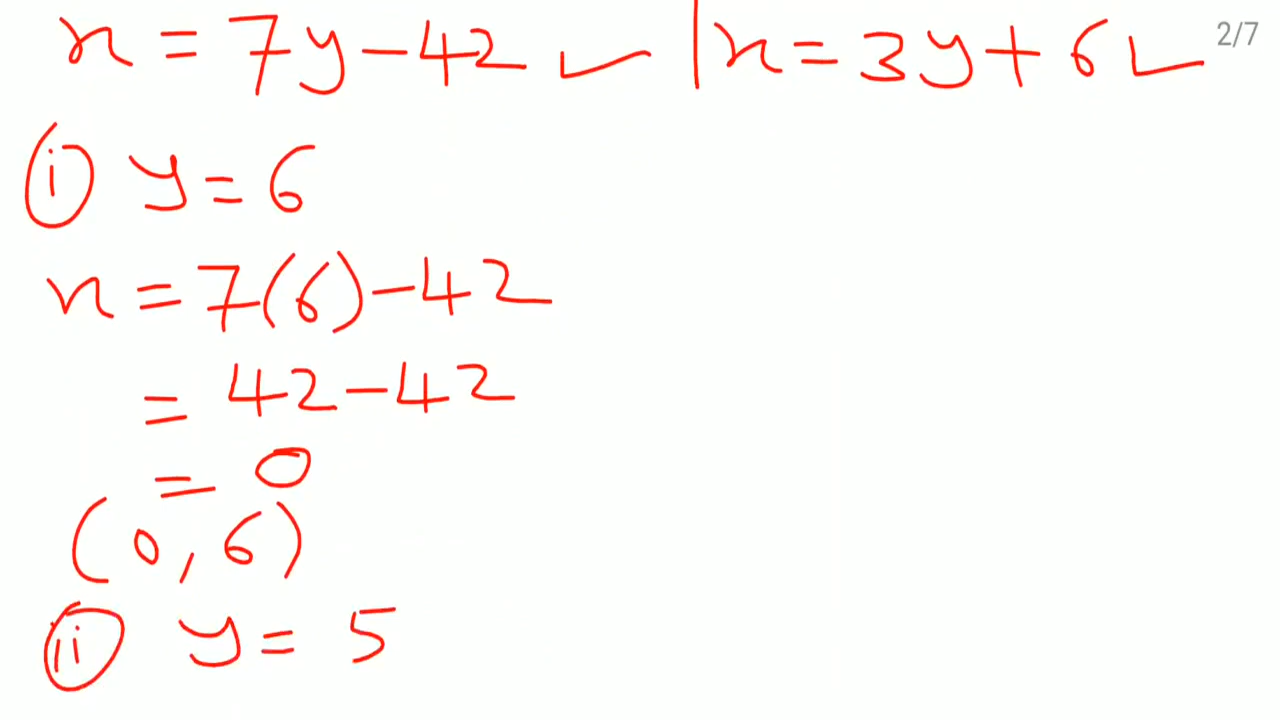 x = 7y - 42 ✓ | x = 3y + 6 ✓
2/7
(i) y = 6
x = 7(6) - 42
= 42 - 42
= 0
(0, 6)
(ii) y = 5